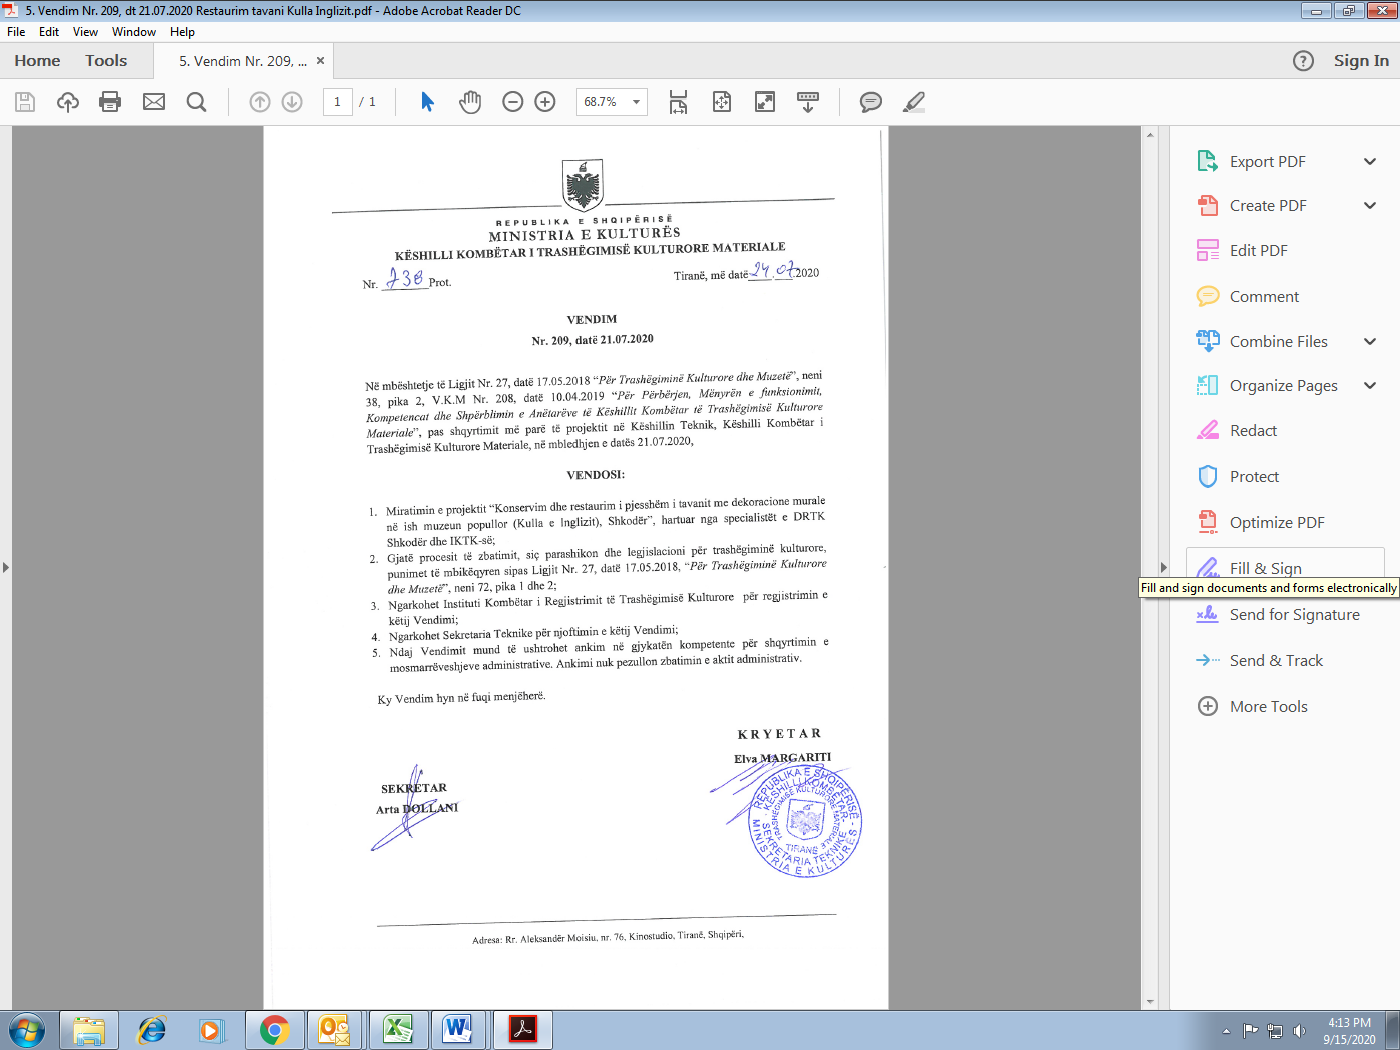 5. Vendim Nr. 209, dt 21.07.2020 Restaurim tavani Kulla Inglizit.pdf - Adobe Acrobat Reader DC
File Edit View Window Help
Home Tools 5. Vendim Nr. 209, ... × ? Sign In
1 / 1 68.7%
REPUBLIKA E SHQIPËRISË
MINISTRIA E KULTURËS
KËSHILLI KOMBËTAR I TRASHËGIMISË KULTURORE MATERIALE
Nr. 738 Prot. Tiranë, më datë 24.07.2020
VENDIM
Nr. 209, datë 21.07.2020
Në mbështetje të Ligjit Nr. 27, datë 17.05.2018 “Për Trashëgiminë Kulturore dhe Muzetë”, neni
38, pika 2, V.K.M Nr. 208, datë 10.04.2019 “Për Përbërjen, Mënyrën e funksionimit,
Kompetencat dhe Shpërblimin e Anëtarëve të Këshillit Kombëtar të Trashëgimisë Kulturore
Materiale”, pas shqyrtimit më parë të projektit në Këshillin Teknik, Këshilli Kombëtar i
Trashëgimisë Kulturore Materiale, në mbledhjen e datës 21.07.2020,
VENDOSI:
1. Miratimin e projektit “Konservim dhe restaurim i pjesshëm i tavanit me dekoracione murale
në ish muzeun popullor (Kulla e Inglizit), Shkodër”, hartuar nga specialistët e DRTK
Shkodër dhe IKTK-së;
2. Gjatë procesit të zbatimit, siç parashikon dhe legjislacioni për trashëgiminë kulturore,
punimet të mbikëqyren sipas Ligjit Nr. 27, datë 17.05.2018, “Për Trashëgiminë Kulturore
dhe Muzetë”, neni 72, pika 1 dhe 2;
3. Ngarkohet Instituti Kombëtar i Regjistrimit të Trashëgimisë Kulturore për regjistrimin e
këtij Vendimi;
4. Ngarkohet Sekretaria Teknike për njoftimin e këtij Vendimi;
5. Ndaj Vendimit mund të ushtrohet ankim në gjykatën kompetente për shqyrtimin e
mosmarrëveshjeve administrative. Ankimi nuk pezullon zbatimin e aktit administrativ.
Ky Vendim hyn në fuqi menjëherë.
KRYETAR
Elva MARGARITI
SEKRETAR
Arta DOLLANI
REPUBLIKA E SHQIPËRISË - MINISTRIA E KULTURËS
KËSHILLI KOMBËTAR - SEKRETARIA TEKNIKE
TRASHËGIMISË KULTURORE MATERIALE
TIRANË
Adresa: Rr. Aleksandër Moisiu, nr. 76, Kinostudio, Tiranë, Shqipëri,
Export PDF
Create PDF
Edit PDF
Comment
Combine Files
Organize Pages
Redact
Protect
Optimize PDF
Fill & Sign
Fill and sign documents and forms electronically
Send for Signature
Send & Track
More Tools
4:13 PM
9/15/2020